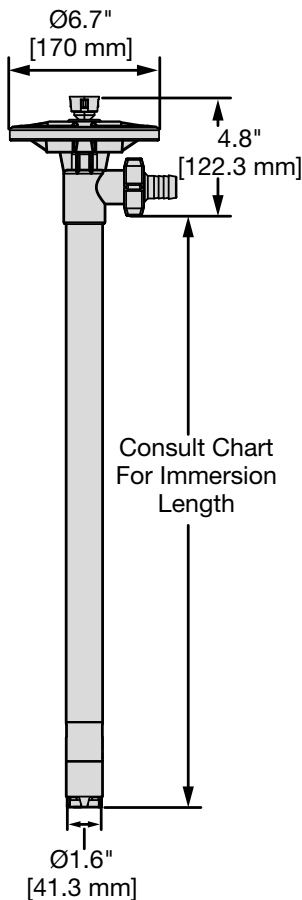 Ø6.7"
[170 mm]
4.8"
[122.3 mm]
Consult Chart
For Immersion
Length
Ø1.6"
[41.3 mm]